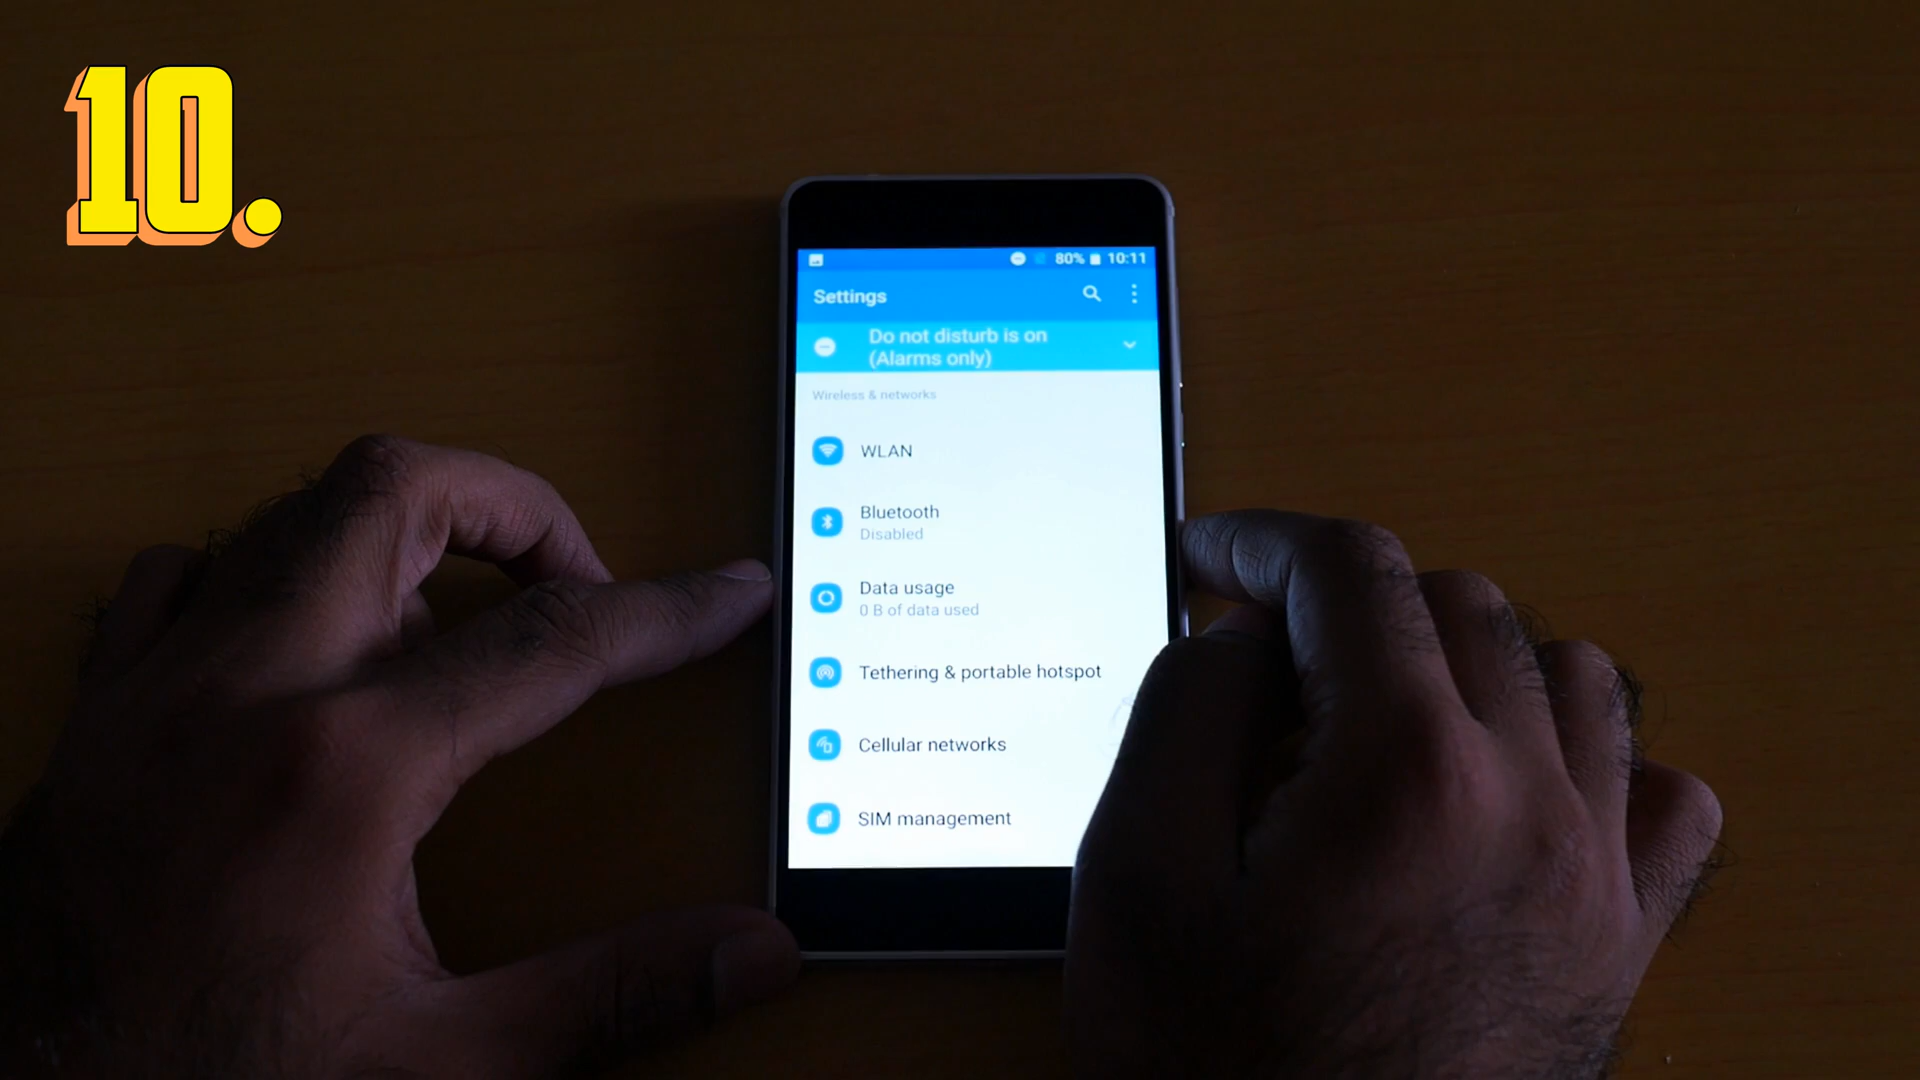 10.
80% 10:11
Settings
Do not disturb is on
(Alarms only)
Wireless & networks
WLAN
Bluetooth
Disabled
Data usage
0 B of data used
Tethering & portable hotspot
Cellular networks
SIM management